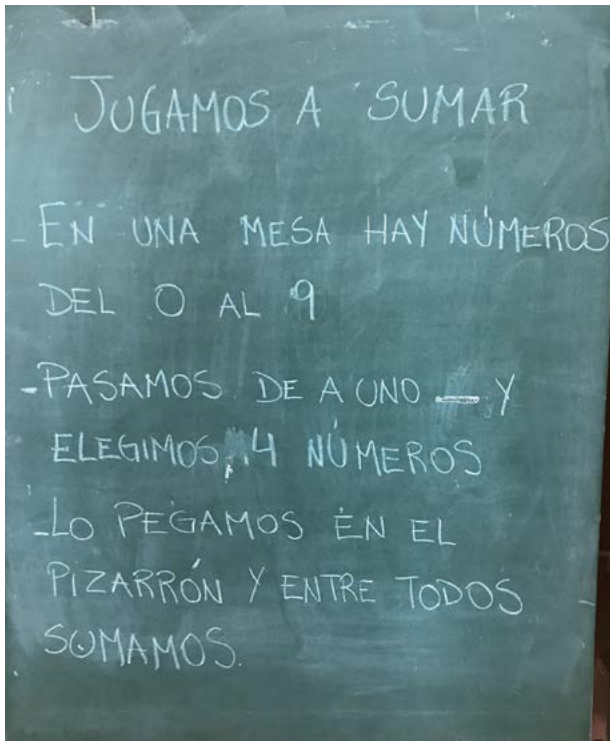 JUGAMOS A SUMAR
- EN UNA MESA HAY NÚMEROS
DEL 0 AL 9
- PASAMOS DE A UNO — Y
ELEGIMOS 4 NÚMEROS
- LO PEGAMOS EN EL
PIZARRÓN Y ENTRE TODOS
SUMAMOS.